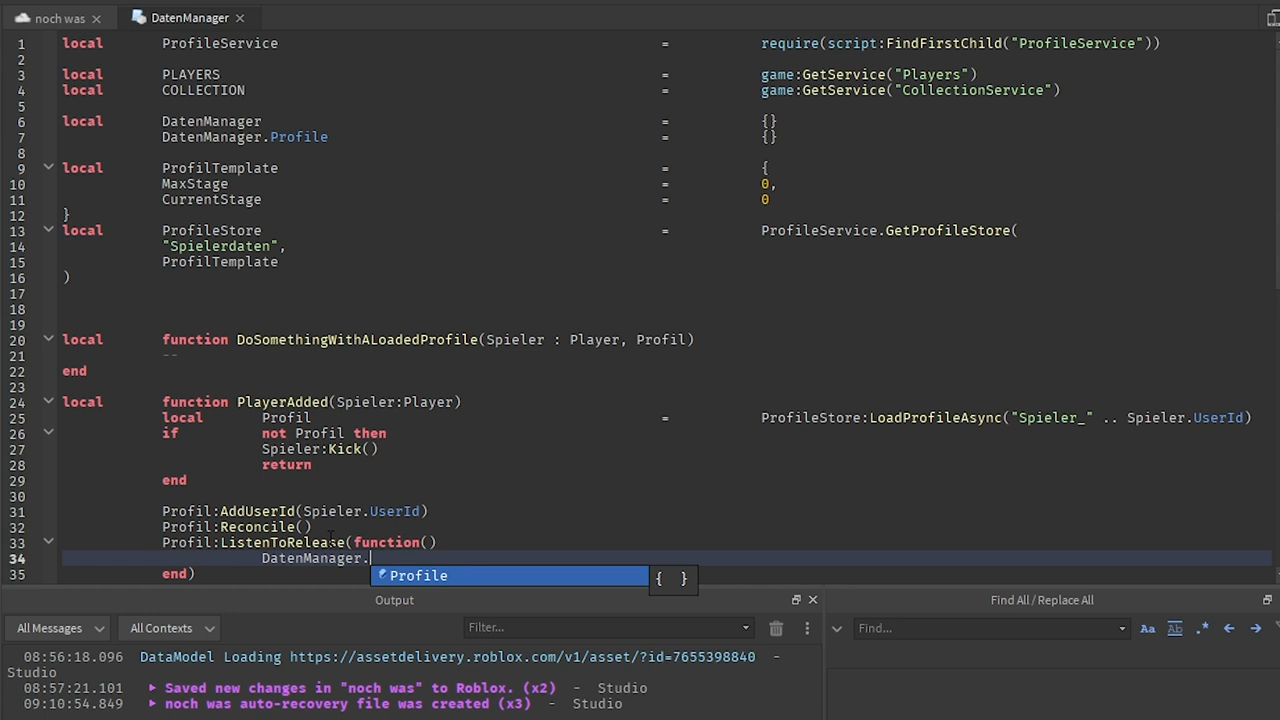 noch was
DatenManager
1 local ProfileService = require(script:FindFirstChild("ProfileService"))
2
3 local PLAYERS = game:GetService("Players")
4 local COLLECTION = game:GetService("CollectionService")
5
6 local DatenManager = {}
7 DatenManager.Profile = {}
8
9 local ProfilTemplate = {
10 MaxStage = 0,
11 CurrentStage = 0
12 }
13 local ProfileStore = ProfileService.GetProfileStore(
14 "Spielerdaten",
15 ProfilTemplate
16 )
17
18
19
20 local function DoSomethingWithALoadedProfile(Spieler : Player, Profil)
21 --
22 end
23
24 local function PlayerAdded(Spieler:Player)
25 local Profil = ProfileStore:LoadProfileAsync("Spieler_" .. Spieler.UserId)
26 if not Profil then
27 Spieler:Kick()
28 return
29 end
30
31 Profil:AddUserId(Spieler.UserId)
32 Profil:Reconcile()
33 Profil:ListenToRelease(function()
34 DatenManager.
35 end)
Profile { }
Output
Find All / Replace All
All Messages All Contexts Filter...
Find... Aa Ab .*
08:56:18.096 DataModel Loading https://assetdelivery.roblox.com/v1/asset/?id=7655398840 -
Studio
08:57:21.101 Saved new changes in "noch was" to Roblox. (x2) - Studio
09:10:54.849 noch was auto-recovery file was created (x3) - Studio